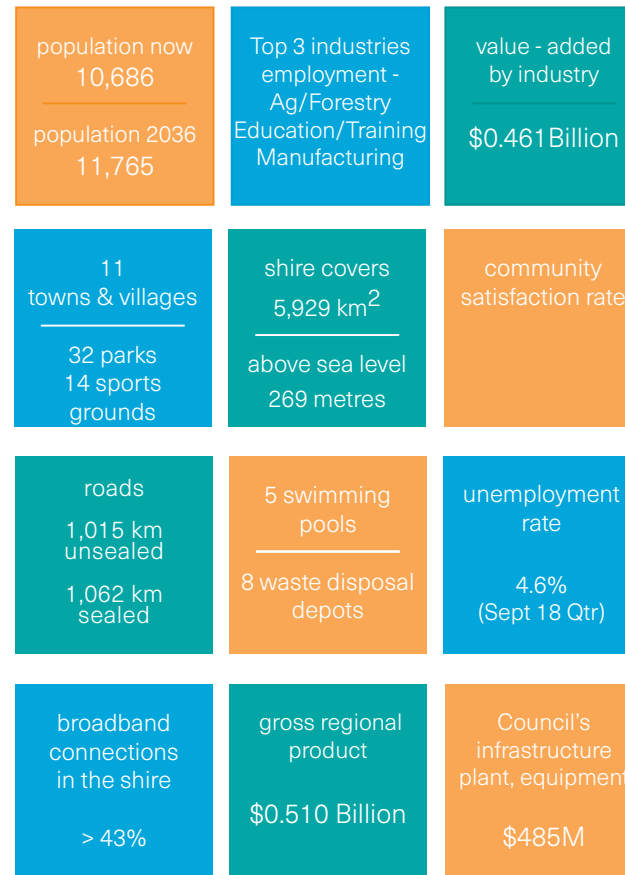 population now
10,686
population 2036
11,765
Top 3 industries
employment -
Ag/Forestry
Education/Training
Manufacturing
value - added
by industry
$0.461Billion
11
towns & villages
32 parks
14 sports
grounds
shire covers
5,929 km2
above sea level
269 metres
community
satisfaction rate
roads
1,015 km
unsealed
1,062 km
sealed
5 swimming
pools
8 waste disposal
depots
unemployment
rate
4.6%
(Sept 18 Qtr)
broadband
connections
in the shire
> 43%
gross regional
product
$0.510 Billion
Council's
infrastructure
plant, equipment
$485M